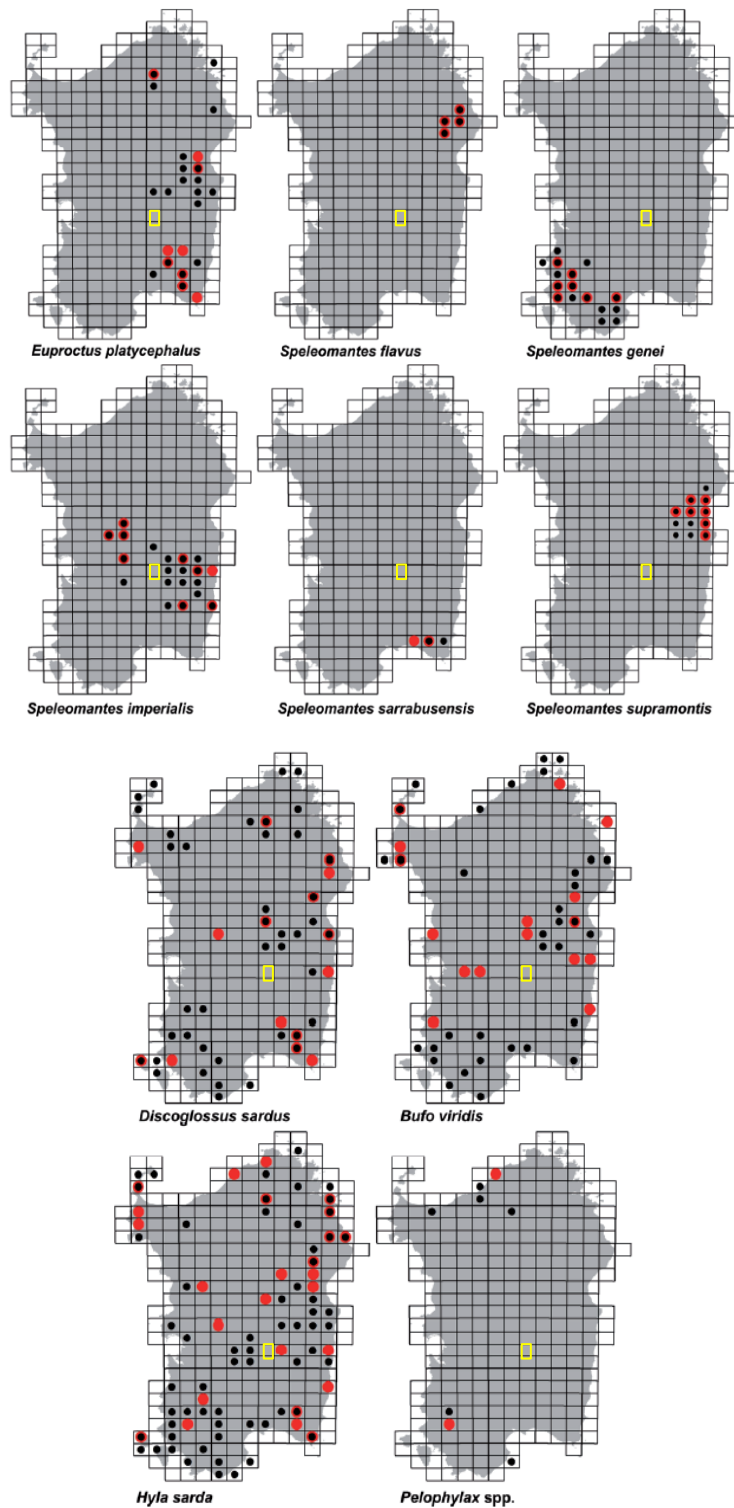 Euproctus platycephalus
Speleomantes flavus
Speleomantes genei
Speleomantes imperialis
Speleomantes sarrabusensis
Speleomantes supramontis
Discoglossus sardus
Bufo viridis
Hyla sarda
Pelophylax spp.